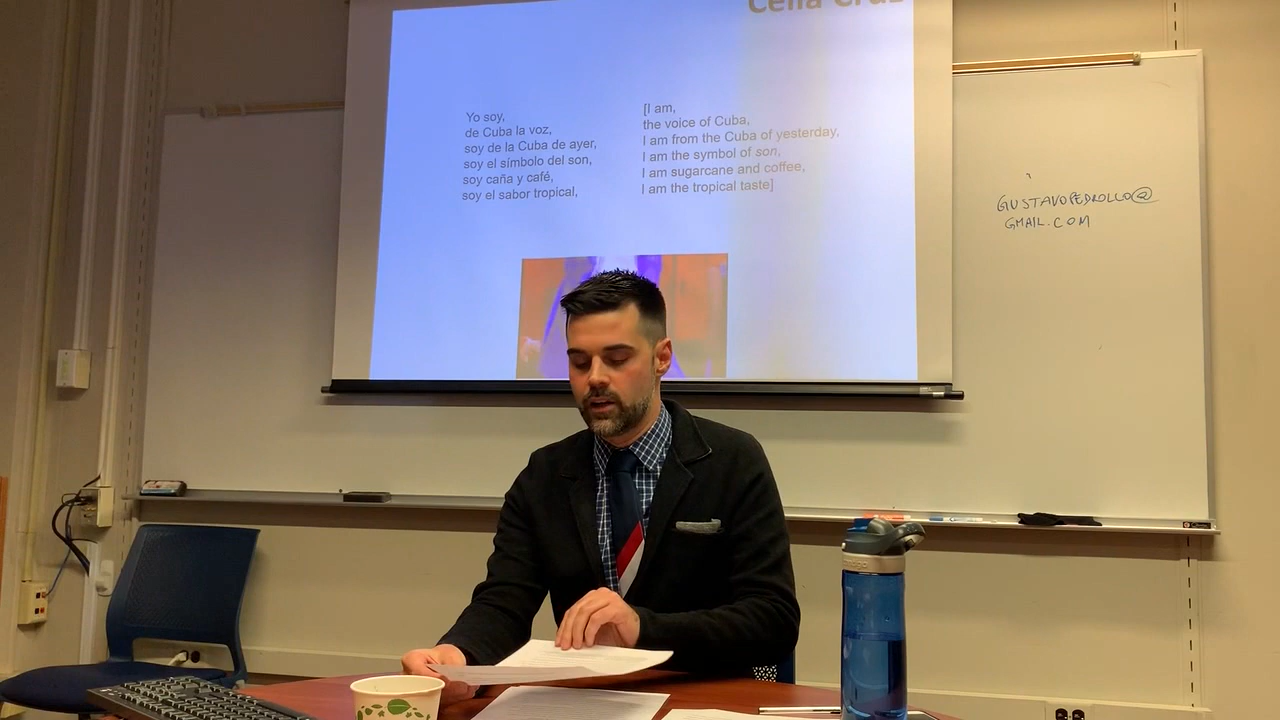 Celia Cruz
Yo soy,
de Cuba la voz,
soy de la Cuba de ayer,
soy el símbolo del son,
soy caña y café,
soy el sabor tropical,
[I am,
the voice of Cuba,
I am from the Cuba of yesterday,
I am the symbol of son,
I am sugarcane and coffee,
I am the tropical taste]
GUSTAVOPEDROLLO@
GMAIL.COM